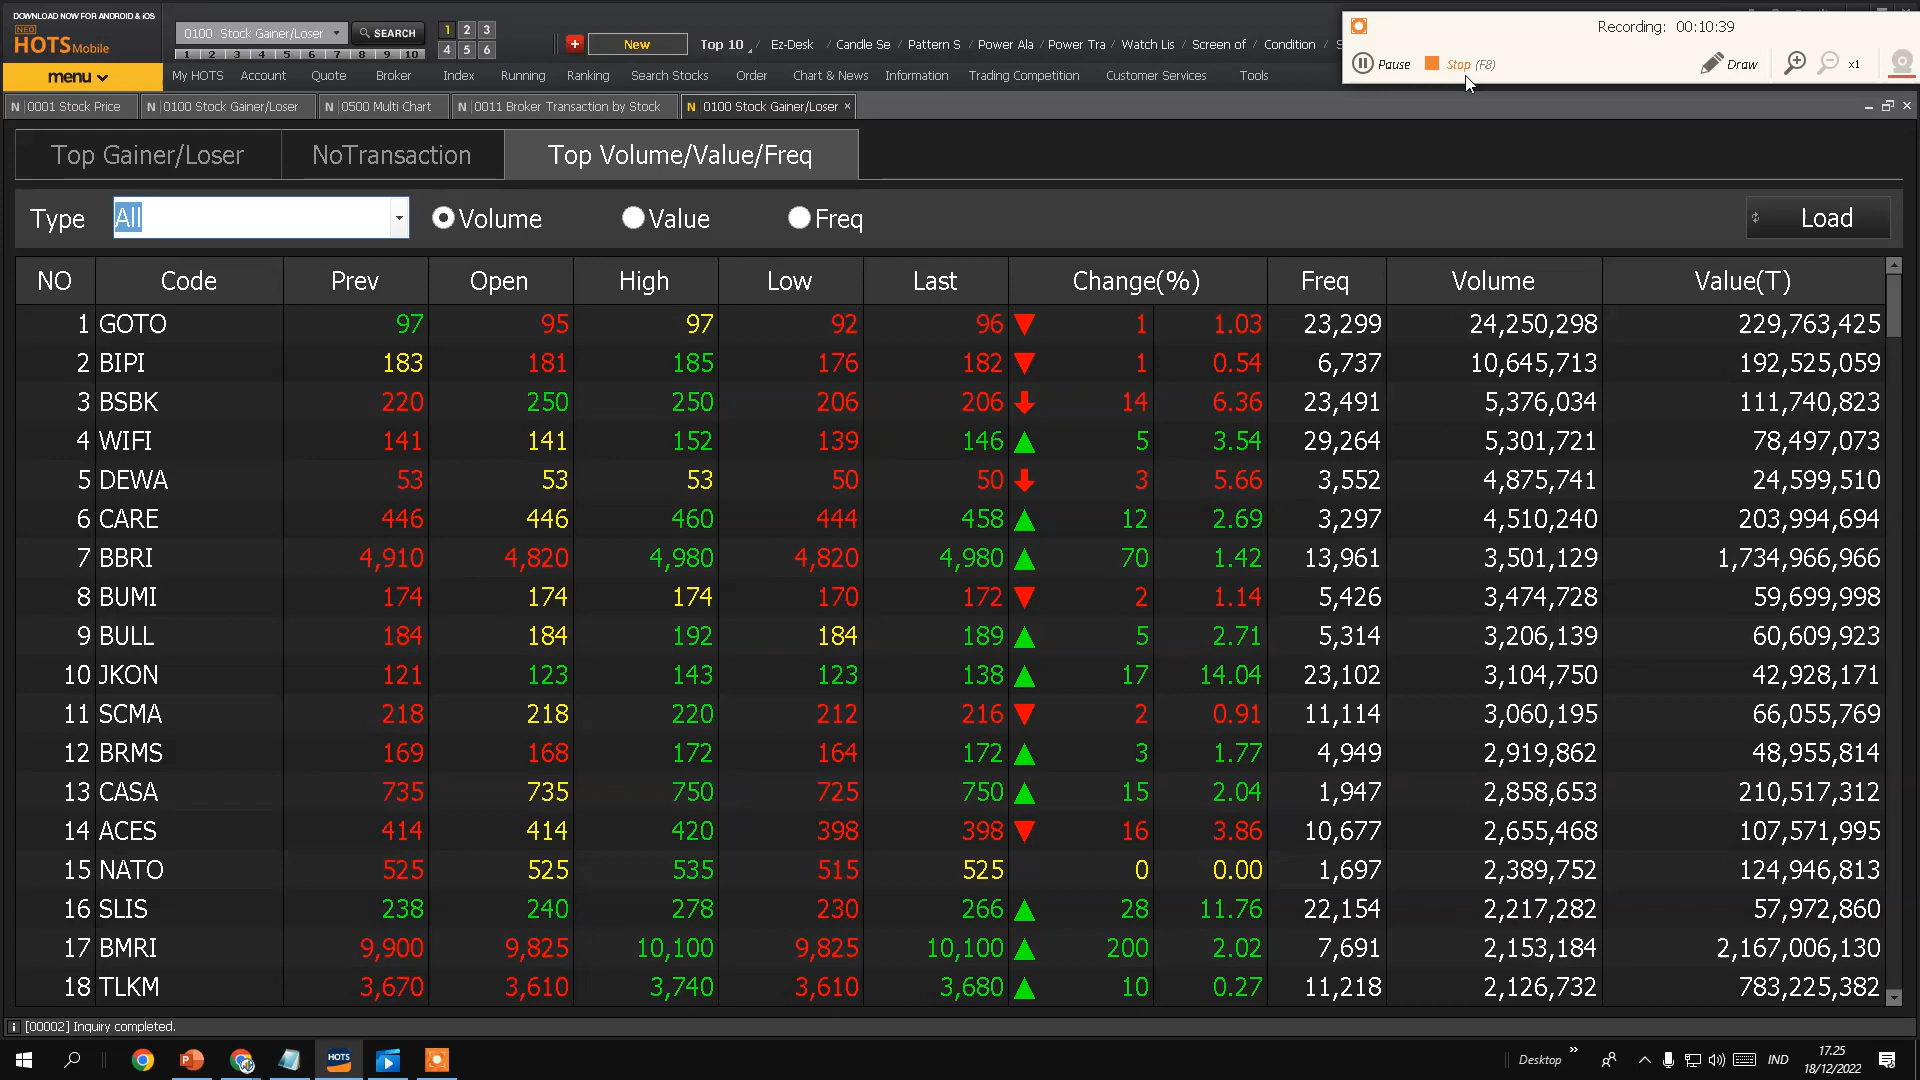 DOWNLOAD NOW FOR ANDROID & iOS
NEO
HOTS Mobile
0100 Stock Gainer/Loser
SEARCH
1 2 3 4 5 6 7 8 9 10
1 2 3
4 5 6
New
Top 10
Ez-Desk
Candle Se
Pattern S
Power Ala
Power Tra
Watch Lis
Screen of
Condition
S
Recording: 00:10:39
Pause
Stop (F8)
Draw
x1
menu
My HOTS
Account
Quote
Broker
Index
Running
Ranking
Search Stocks
Order
Chart & News
Information
Trading Competition
Customer Services
Tools
N 0001 Stock Price
N 0100 Stock Gainer/Loser
N 0500 Multi Chart
N 0011 Broker Transaction by Stock
N 0100 Stock Gainer/Loser ×
Top Gainer/Loser
NoTransaction
Top Volume/Value/Freq
Type All Volume Value Freq Load
NO Code Prev Open High Low Last Change(%) Freq Volume Value(T)
1 GOTO 97 95 97 92 96 ▼ 1 1.03 23,299 24,250,298 229,763,425
2 BIPI 183 181 185 176 182 ▼ 1 0.54 6,737 10,645,713 192,525,059
3 BSBK 220 250 250 206 206 ↓ 14 6.36 23,491 5,376,034 111,740,823
4 WIFI 141 141 152 139 146 ▲ 5 3.54 29,264 5,301,721 78,497,073
5 DEWA 53 53 53 50 50 ↓ 3 5.66 3,552 4,875,741 24,599,510
6 CARE 446 446 460 444 458 ▲ 12 2.69 3,297 4,510,240 203,994,694
7 BBRI 4,910 4,820 4,980 4,820 4,980 ▲ 70 1.42 13,961 3,501,129 1,734,966,966
8 BUMI 174 174 174 170 172 ▼ 2 1.14 5,426 3,474,728 59,699,998
9 BULL 184 184 192 184 189 ▲ 5 2.71 5,314 3,206,139 60,609,923
10 JKON 121 123 143 123 138 ▲ 17 14.04 23,102 3,104,750 42,928,171
11 SCMA 218 218 220 212 216 ▼ 2 0.91 11,114 3,060,195 66,055,769
12 BRMS 169 168 172 164 172 ▲ 3 1.77 4,949 2,919,862 48,955,814
13 CASA 735 735 750 725 750 ▲ 15 2.04 1,947 2,858,653 210,517,312
14 ACES 414 414 420 398 398 ▼ 16 3.86 10,677 2,655,468 107,571,995
15 NATO 525 525 535 515 525 0 0.00 1,697 2,389,752 124,946,813
16 SLIS 238 240 278 230 266 ▲ 28 11.76 22,154 2,217,282 57,972,860
17 BMRI 9,900 9,825 10,100 9,825 10,100 ▲ 200 2.02 7,691 2,153,184 2,167,006,130
18 TLKM 3,670 3,610 3,740 3,610 3,680 ▲ 10 0.27 11,218 2,126,732 783,225,382
i [00002] Inquiry completed.
HOTS
Desktop
»
IND
17.25
18/12/2022